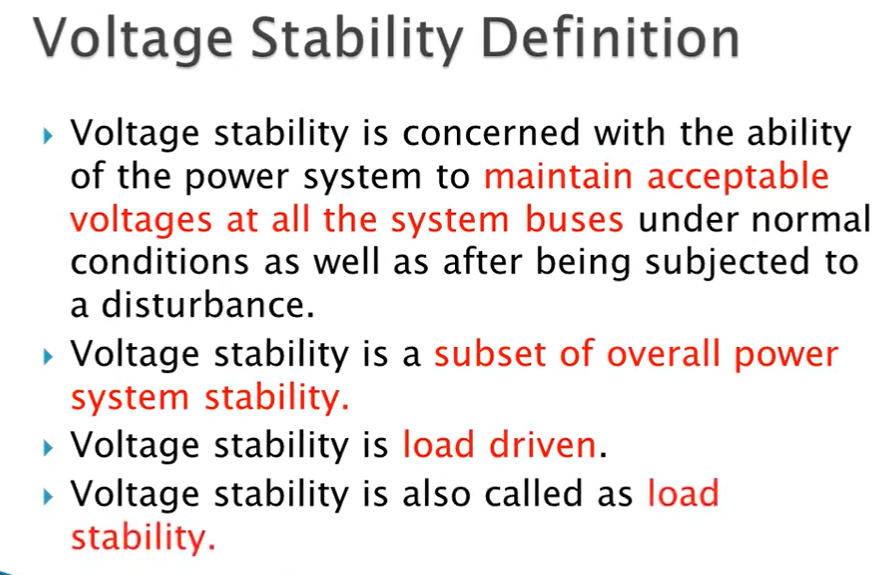 Voltage Stability Definition
Voltage stability is concerned with the ability
of the power system to maintain acceptable
voltages at all the system buses under normal
conditions as well as after being subjected to
a disturbance.
Voltage stability is a subset of overall power
system stability.
Voltage stability is load driven.
Voltage stability is also called as load
stability.